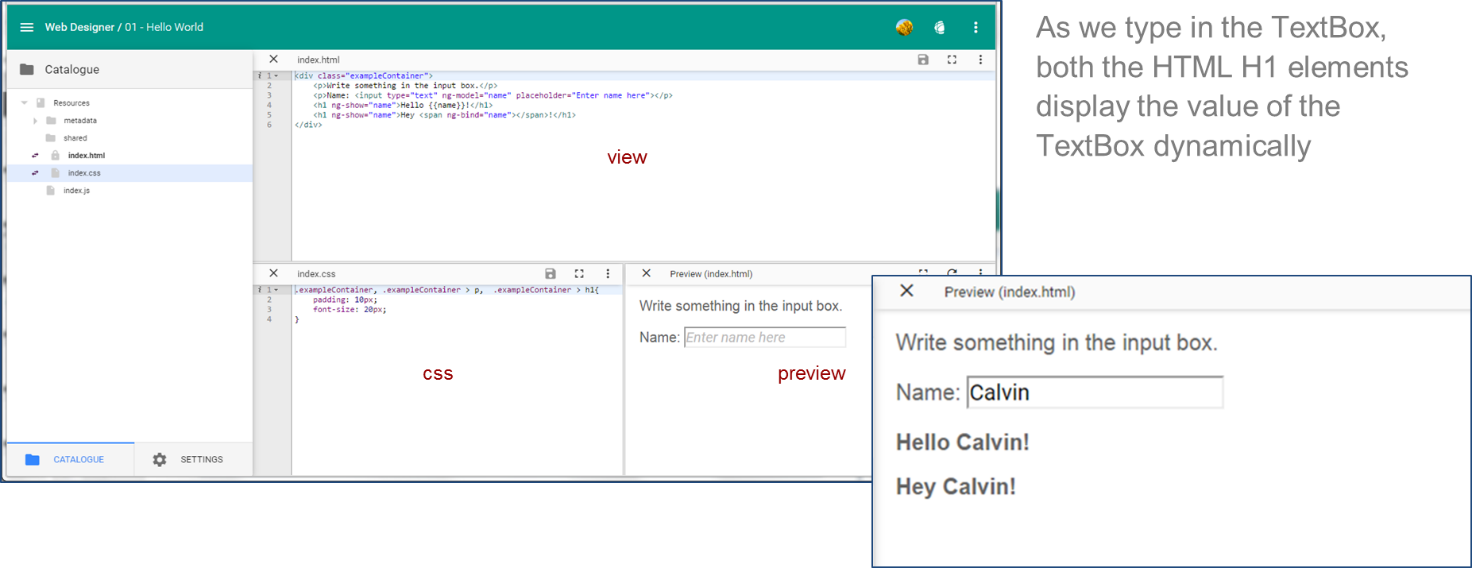 Web Designer / 01 - Hello World
Catalogue
Resources
metadata
shared
index.html
index.css
index.js
CATALOGUE
SETTINGS
index.html
i 1
<div class="exampleContainer">
2 <p>Write something in the input box.</p>
3 <p>Name: <input type="text" ng-model="name" placeholder="Enter name here"></p>
4 <h1 ng-show="name">Hello {{name}}!</h1>
5 <h1 ng-show="name">Hey <span ng-bind="name"></span>!</h1>
6 </div>
view
index.css
i 1 .exampleContainer, .exampleContainer > p, .exampleContainer > h1{
2 padding: 10px;
3 font-size: 20px;
4 }
css
Preview (index.html)
Write something in the input box.
Name: Enter name here
preview
As we type in the TextBox,
both the HTML H1 elements
display the value of the
TextBox dynamically
Preview (index.html)
Write something in the input box.
Name: Calvin
Hello Calvin!
Hey Calvin!